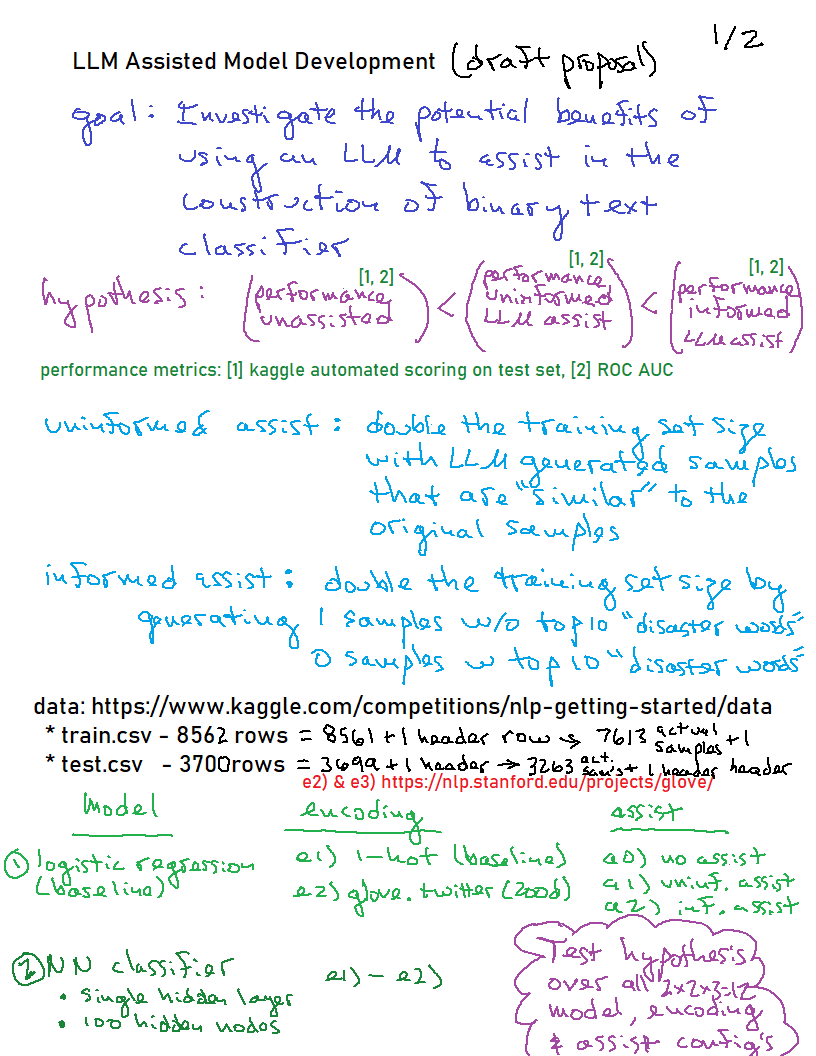 1/2
LLM Assisted Model Development (draft proposal)
goal: Investigate the potential benefits of
using an LLM to assist in the
construction of binary text
classifier
hypothesis: (performance unassisted) [1, 2] < (performance uninformed LLM assist) [1, 2] < (performance informed LLM assist) [1, 2]
performance metrics: [1] kaggle automated scoring on test set, [2] ROC AUC
uninformed assist: double the training set size
with LLM generated samples
that are "similar" to the
original samples
informed assist: double the training set size by
generating 1 samples w/o top 10 "disaster words"
0 samples w top 10 "disaster words"
data: https://www.kaggle.com/competitions/nlp-getting-started/data
* train.csv - 8562 rows = 8561 + 1 header row → 7613 actual samples + 1
* test.csv - 3700rows = 3699 + 1 header → 3263 act. sam's + 1 header header
e2) & e3) https://nlp.stanford.edu/projects/glove/
Model encoding assist
① logistic regression e1) 1-hot (baseline) a0) no assist
(baseline) e2) glove.twitter (200d) a1) uninf. assist
a2) inf. assist
② NN classifier e1) - e2)
• single hidden layer
• 100 hidden nodes
Test hypothesis
over all 2x2x3=12
model, encoding
& assist config's